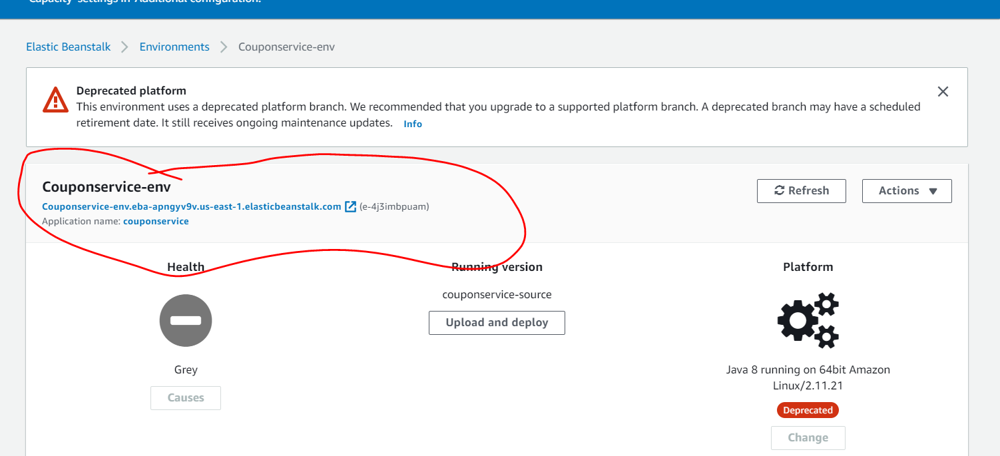 "Capacity" settings in "Additional configuration.
Elastic Beanstalk > Environments > Couponservice-env
Deprecated platform
This environment uses a deprecated platform branch. We recommended that you upgrade to a supported platform branch. A deprecated branch may have a scheduled
retirement date. It still receives ongoing maintenance updates. Info
Couponservice-env
Couponservice-env.eba-apngyv9v.us-east-1.elasticbeanstalk.com (e-4j3imbpuam)
Application name: couponservice
Refresh
Actions
Health
Grey
Causes
Running version
couponservice-source
Upload and deploy
Platform
Java 8 running on 64bit Amazon
Linux/2.11.21
Deprecated
Change